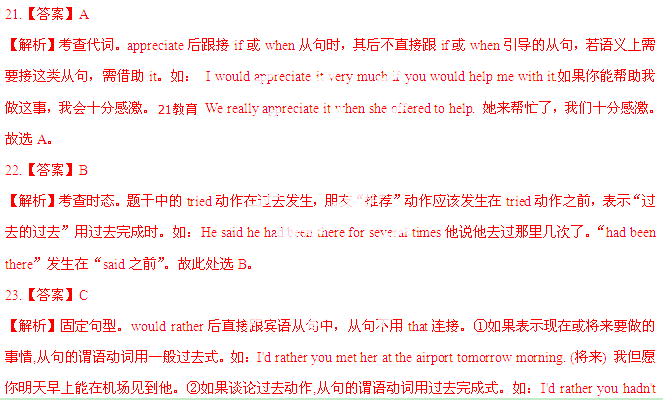 21.【答案】A
【解析】考查代词。appreciate 后跟接 if 或 when 从句时，其后不直接跟 if 或 when 引导的从句，若语义上需
要接这类从句，需借助 it。如： I would appreciate it very much if you would help me with it.如果你能帮助我
做这事，我会十分感激。 21教育 We really appreciate it when she offered to help. 她来帮忙了，我们十分感激。
故选 A。
22.【答案】B
【解析】考查时态。题干中的 tried 动作在过去发生，朋友“推荐”动作应该发生在 tried 动作之前，表示“过
去的过去”用过去完成时。如：He said he had been there for several times 他说他去过那里几次了。“had been
there”发生在“said 之前”。故此处选 B。
23.【答案】C
【解析】固定句型。would rather 后直接跟宾语从句中，从句不用 that 连接。①如果表示现在或将来要做的
事情,从句的谓语动词用一般过去式。如：I'd rather you met her at the airport tomorrow morning. (将来) 我但愿
你明天早上能在机场见到他。②如果谈论过去动作,从句的谓语动词用过去完成式。如：I'd rather you hadn't